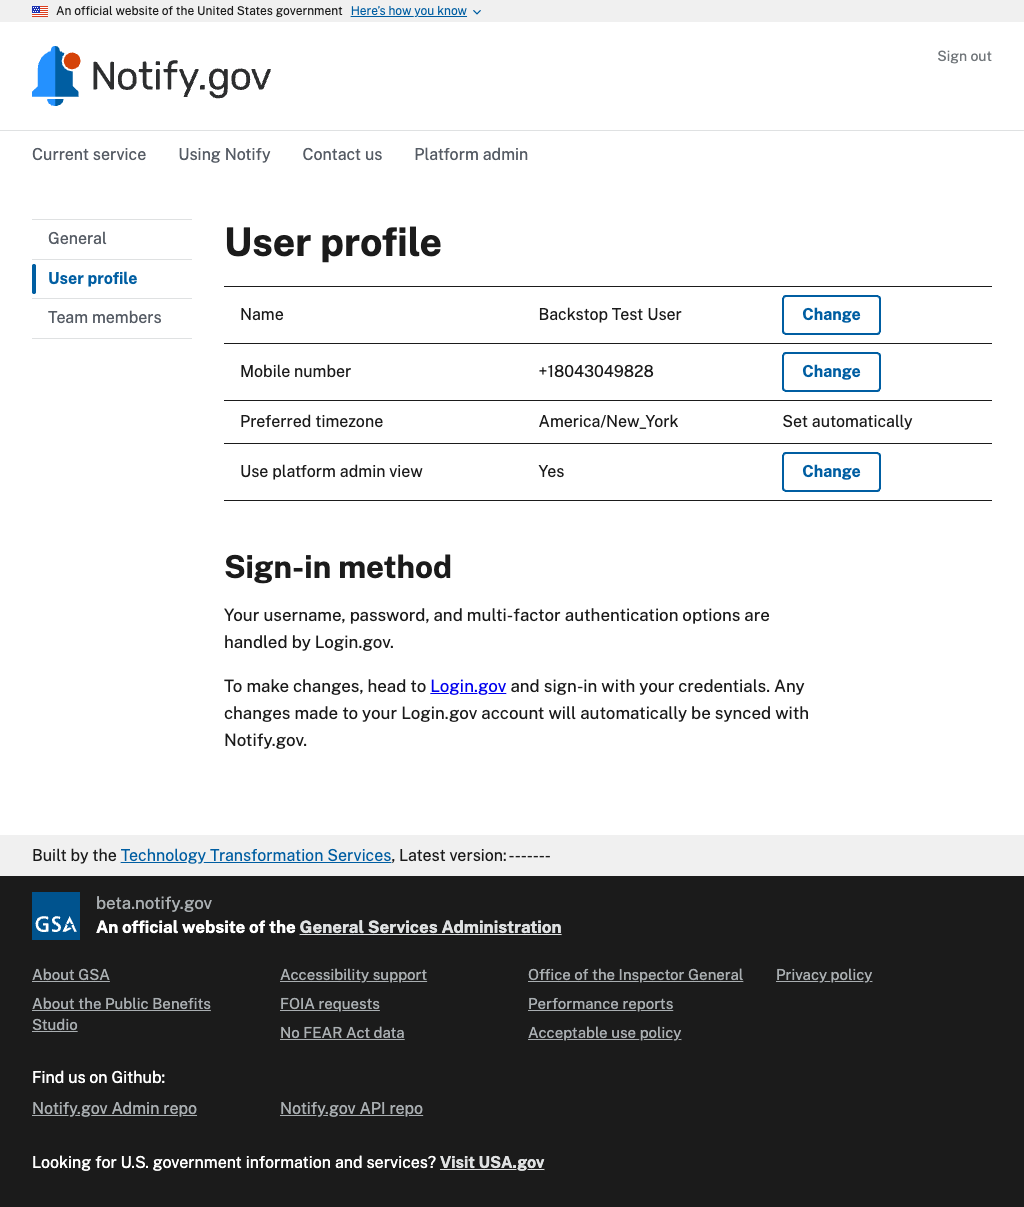 An official website of the United States government Here's how you know
Notify.gov
Sign out
Current service Using Notify Contact us Platform admin
General
User profile
Team members
User profile
Name Backstop Test User Change
Mobile number +18043049828 Change
Preferred timezone America/New_York Set automatically
Use platform admin view Yes Change
Sign-in method
Your username, password, and multi-factor authentication options are
handled by Login.gov.
To make changes, head to Login.gov and sign-in with your credentials. Any
changes made to your Login.gov account will automatically be synced with
Notify.gov.
Built by the Technology Transformation Services, Latest version:-------
GSA
beta.notify.gov
An official website of the General Services Administration
About GSA Accessibility support Office of the Inspector General Privacy policy
About the Public Benefits FOIA requests Performance reports
Studio
No FEAR Act data Acceptable use policy
Find us on Github:
Notify.gov Admin repo Notify.gov API repo
Looking for U.S. government information and services? Visit USA.gov